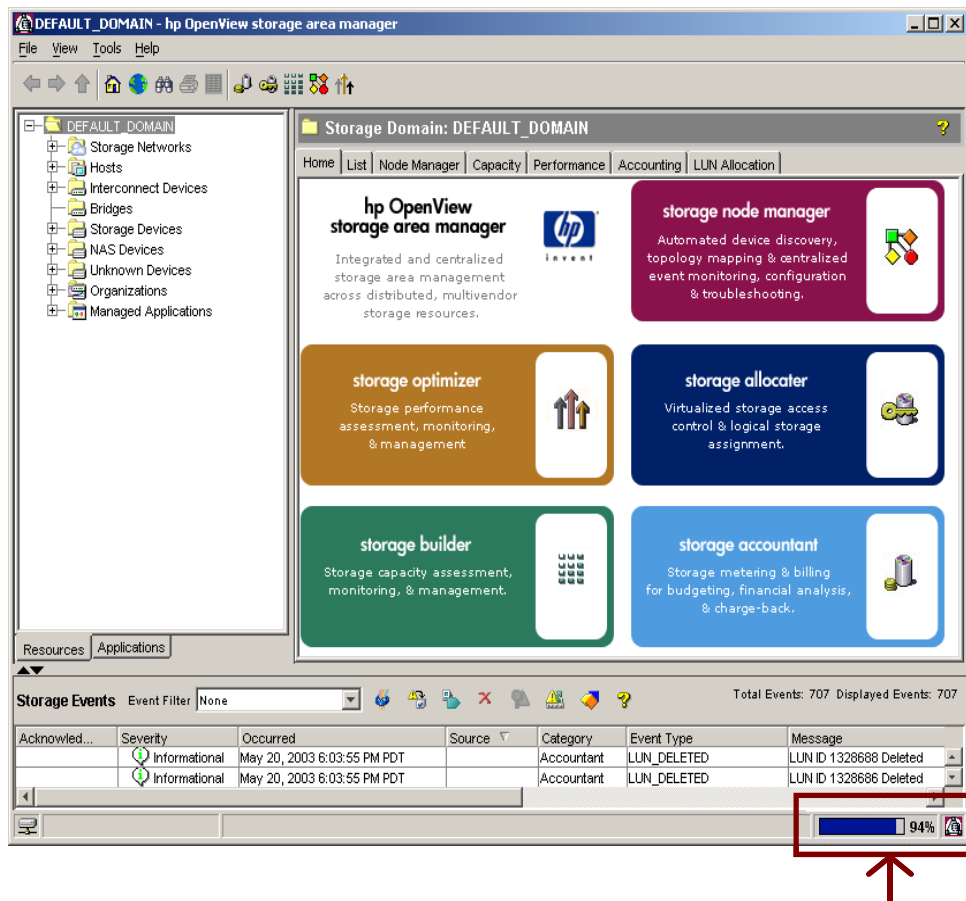 DEFAULT_DOMAIN - hp OpenView storage area manager
File View Tools Help
DEFAULT_DOMAIN
Storage Networks
Hosts
Interconnect Devices
Bridges
Storage Devices
NAS Devices
Unknown Devices
Organizations
Managed Applications
Resources Applications
Storage Domain: DEFAULT_DOMAIN ?
Home List Node Manager Capacity Performance Accounting LUN Allocation
hp OpenView
storage area manager
Integrated and centralized
storage area management
across distributed, multivendor
storage resources.
hp
invent
storage node manager
Automated device discovery,
topology mapping & centralized
event monitoring, configuration
& troubleshooting.
storage optimizer
Storage performance
assessment, monitoring,
& management
storage allocater
Virtualized storage access
control & logical storage
assignment.
storage builder
Storage capacity assessment,
monitoring, & management.
storage accountant
Storage metering & billing
for budgeting, financial analysis,
& charge-back.
Storage Events Event Filter None ? Total Events: 707 Displayed Events: 707
Acknowled... Severity Occurred Source Category Event Type Message
Informational May 20, 2003 6:03:55 PM PDT Accountant LUN_DELETED LUN ID 1328688 Deleted
Informational May 20, 2003 6:03:55 PM PDT Accountant LUN_DELETED LUN ID 1328686 Deleted
94%